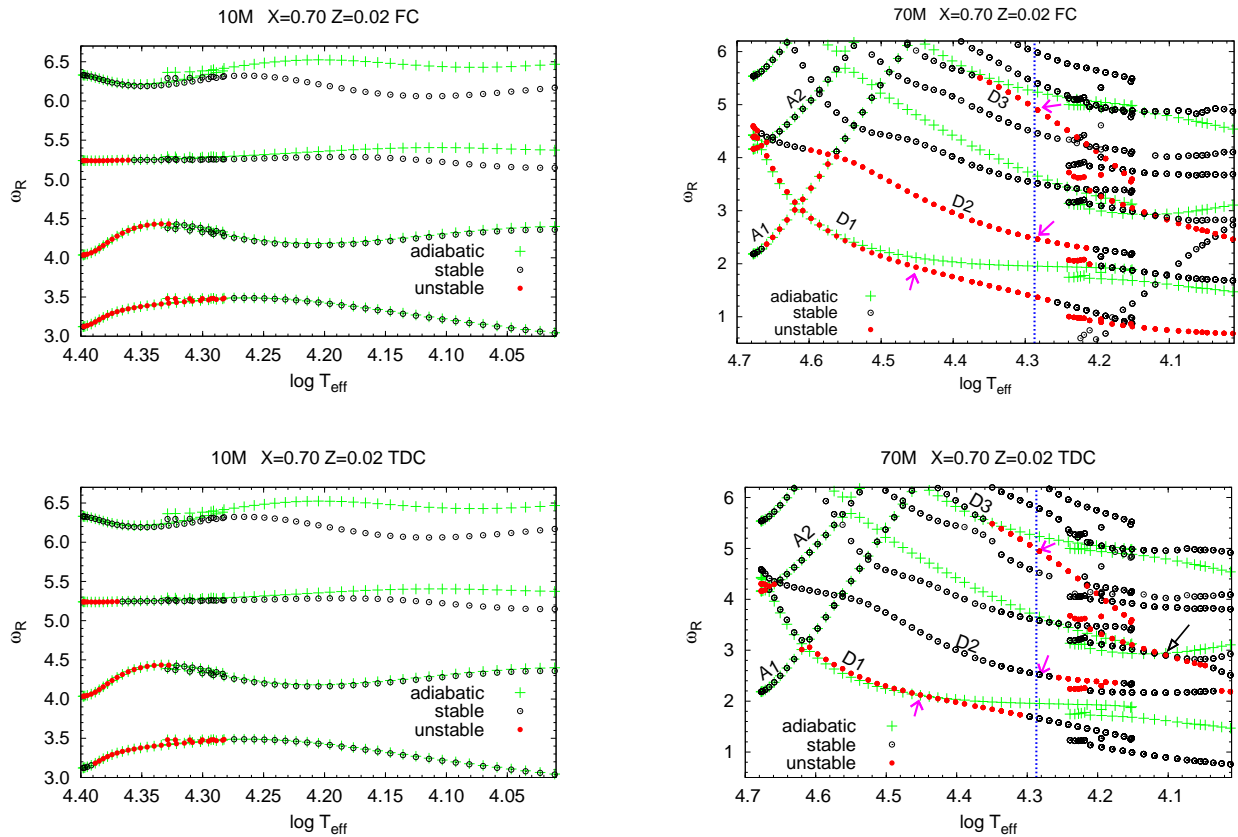 10M X=0.70 Z=0.02 FC
6.5
6.0
5.5
5.0
4.5
4.0
3.5
3.0
ω_R
adiabatic
stable
unstable
4.40 4.35 4.30 4.25 4.20 4.15 4.10 4.05
log T_eff
70M X=0.70 Z=0.02 FC
6
5
4
3
2
1
ω_R
A2
D3
A1
D1
D2
adiabatic
stable
unstable
4.7 4.6 4.5 4.4 4.3 4.2 4.1
log T_eff
10M X=0.70 Z=0.02 TDC
6.5
6.0
5.5
5.0
4.5
4.0
3.5
3.0
ω_R
adiabatic
stable
unstable
4.40 4.35 4.30 4.25 4.20 4.15 4.10 4.05
log T_eff
70M X=0.70 Z=0.02 TDC
6
5
4
3
2
1
ω_R
D3
A2
A1
D1
D2
adiabatic
stable
unstable
4.7 4.6 4.5 4.4 4.3 4.2 4.1
log T_eff